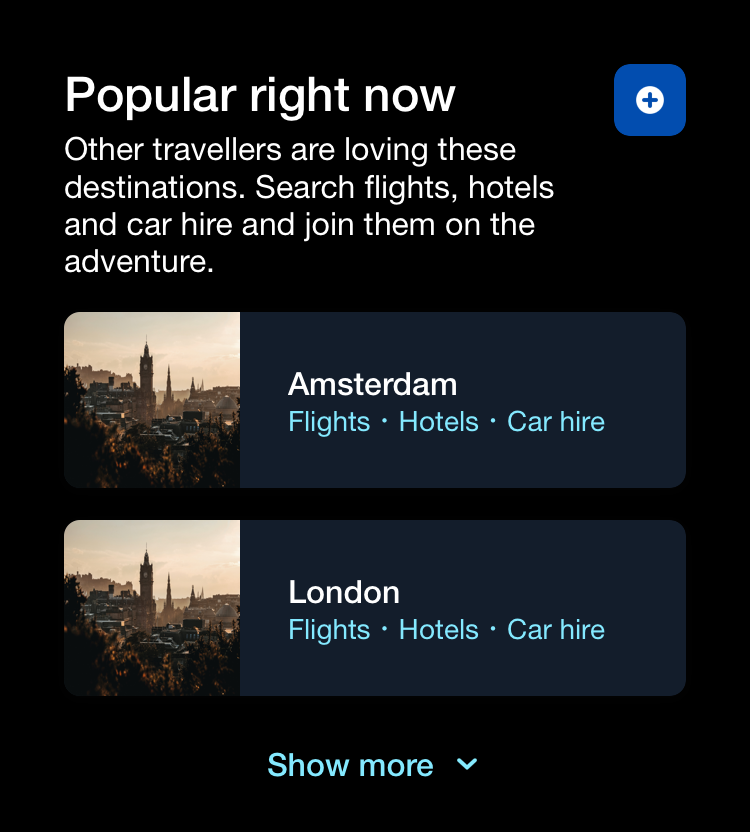 Popular right now
Other travellers are loving these
destinations. Search flights, hotels
and car hire and join them on the
adventure.
Amsterdam
Flights · Hotels · Car hire
London
Flights · Hotels · Car hire
Show more